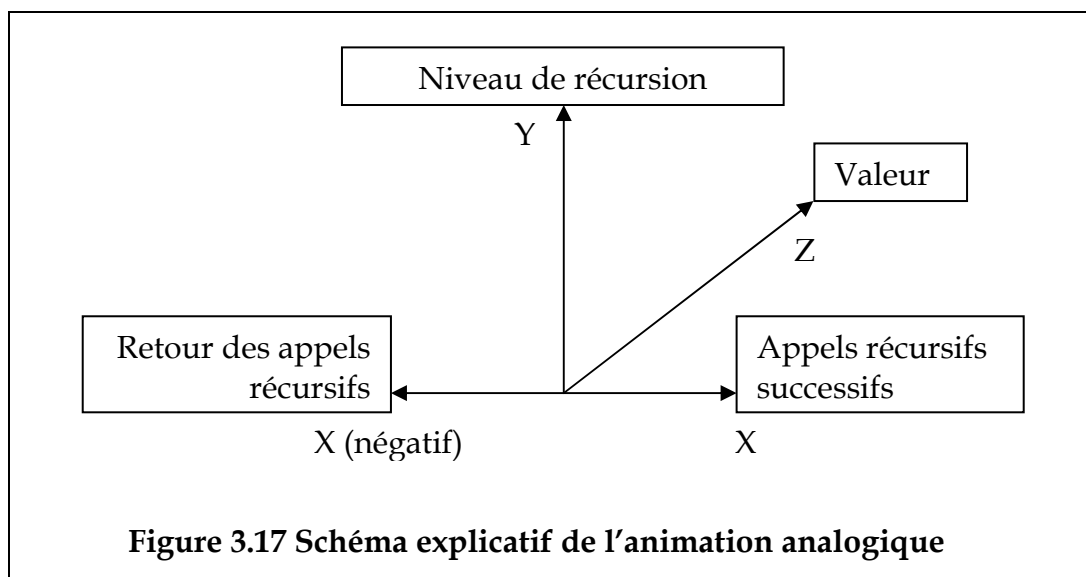 Niveau de récursion
Y
Valeur
Z
Retour des appels
récursifs
Appels récursifs
successifs
X (négatif)
X
Figure 3.17 Schéma explicatif de l’animation analogique